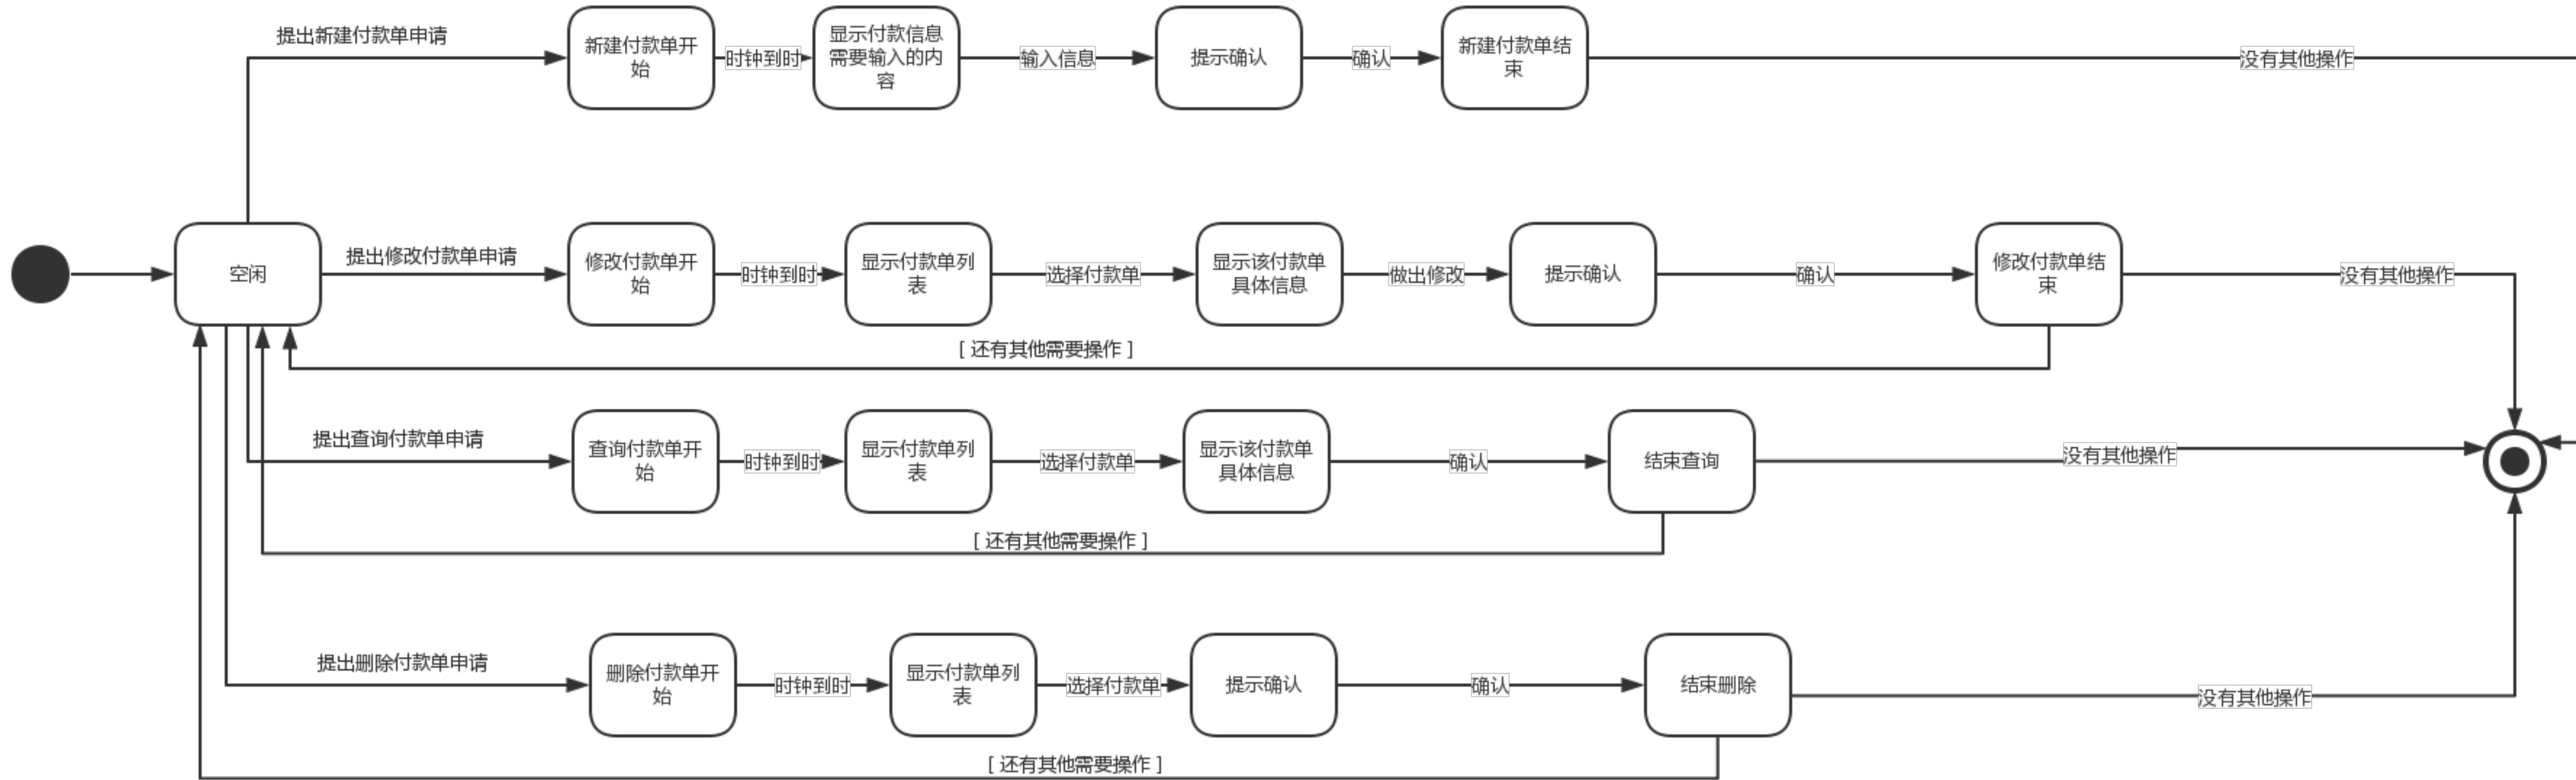 提出新建付款单申请
新建付款单开
始
时钟到时
显示付款信息
需要输入的内
容
输入信息
提示确认
确认
新建付款单结
束
没有其他操作
空闲
提出修改付款单申请
修改付款单开
始
时钟到时
显示付款单列
表
选择付款单
显示该付款单
具体信息
做出修改
提示确认
确认
修改付款单结
束
没有其他操作
[ 还有其他需要操作 ]
提出查询付款单申请
查询付款单开
始
时钟到时
显示付款单列
表
选择付款单
显示该付款单
具体信息
确认
结束查询
没有其他操作
[ 还有其他需要操作 ]
提出删除付款单申请
删除付款单开
始
时钟到时
显示付款单列
表
选择付款单
提示确认
确认
结束删除
没有其他操作
[ 还有其他需要操作 ]